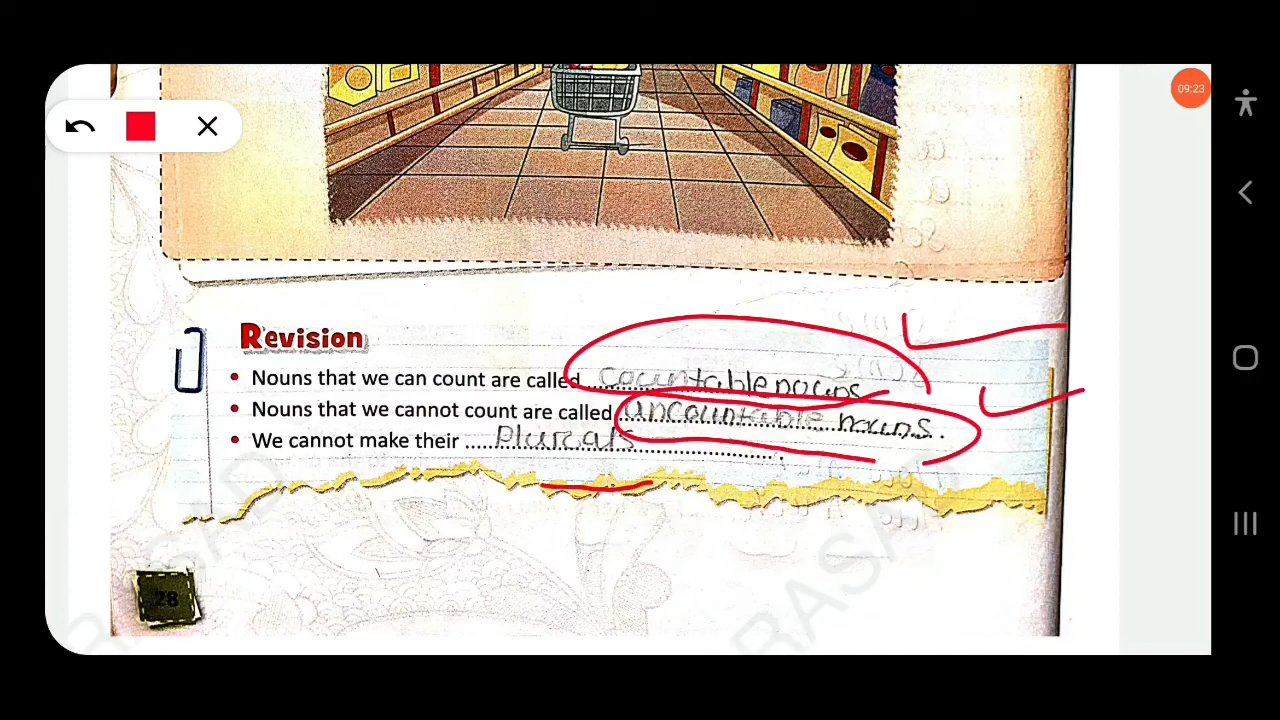 09:23
Revision
• Nouns that we can count are called countable nouns
• Nouns that we cannot count are called uncountable nouns.
• We cannot make their plurals.
28